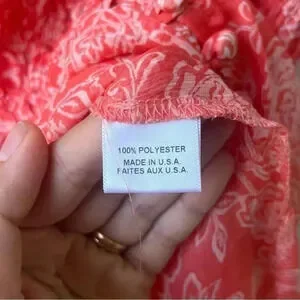 100% POLYESTER
MADE IN U.S.A.
FAITES AUX U.S.A.